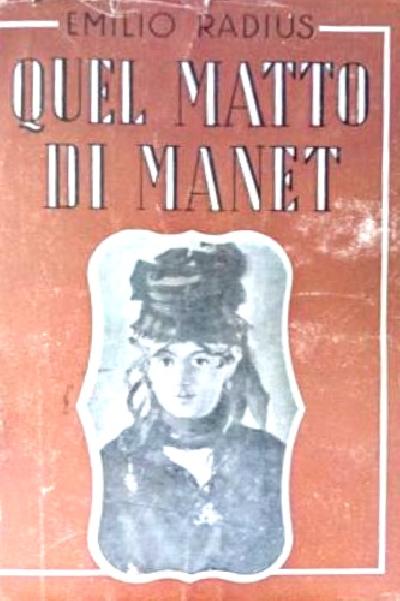 EMILIO RADIUS
QUEL MATTO
DI MANET